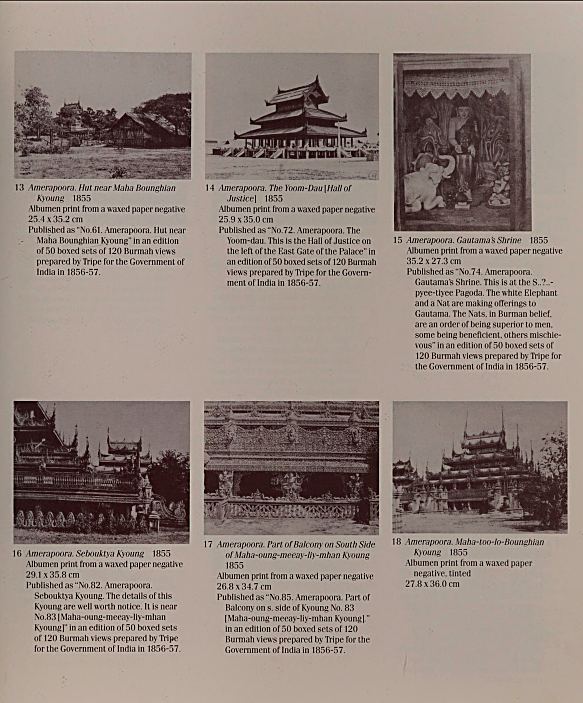 13 Amerapoora. Hut near Maha Bounghian
Kyoung 1855
Albumen print from a waxed paper negative
25.4 x 35.2 cm
Published as "No.61. Amerapoora. Hut near
Maha Bounghian Kyoung" in an edition
of 50 boxed sets of 120 Burmah views
prepared by Tripe for the Government of
India in 1856-57.
14 Amerapoora. The Yoom-Dau [Hall of
Justice] 1855
Albumen print from a waxed paper negative
25.9 x 35.0 cm
Published as "No.72. Amerapoora. The
Yoom-dau. This is the Hall of Justice on
the left of the East Gate of the Palace" in
an edition of 50 boxed sets of 120 Burmah
views prepared by Tripe for the Govern-
ment of India in 1856-57.
15 Amerapoora. Gautama's Shrine 1855
Albumen print from a waxed paper negative
35.2 x 27.3 cm
Published as "No.74. Amerapoora.
Gautama's Shrine. This is at the S..?..-
pyee-tiyee Pagoda. The white Elephant
and a Nat are making offerings to
Gautama. The Nats, in Burman belief,
are an order of being superior to men,
some being beneficient, others mischie-
vous" in an edition of 50 boxed sets of
120 Burmah views prepared by Tripe for
the Government of India in 1856-57.
16 Amerapoora. Sebouktya Kyoung 1855
Albumen print from a waxed paper negative
29.1 x 35.8 cm
Published as "No.82. Amerapoora.
Sebouktya Kyoung. The details of this
Kyoung are well worth notice. It is near
No.83 [Maha-oung-meeay-liy-mhan
Kyoung]" in an edition of 50 boxed sets
of 120 Burmah views prepared by Tripe
for the Government of India in 1856-57.
17 Amerapoora. Part of Balcony on South Side
of Maha-oung-meeay-liy-mhan Kyoung
1855
Albumen print from a waxed paper negative
26.8 x 34.7 cm
Published as "No.85. Amerapoora. Part of
Balcony on s. side of Kyoung No. 83
[Maha-oung-meeay-liy-mhan Kyoung]."
in an edition of 50 boxed sets of 120
Burmah views prepared by Tripe for the
Government of India in 1856-57.
18 Amerapoora. Maha-too-lo-Bounghian
Kyoung 1855
Albumen print from a waxed paper
negative, tinted
27.8 x 36.0 cm